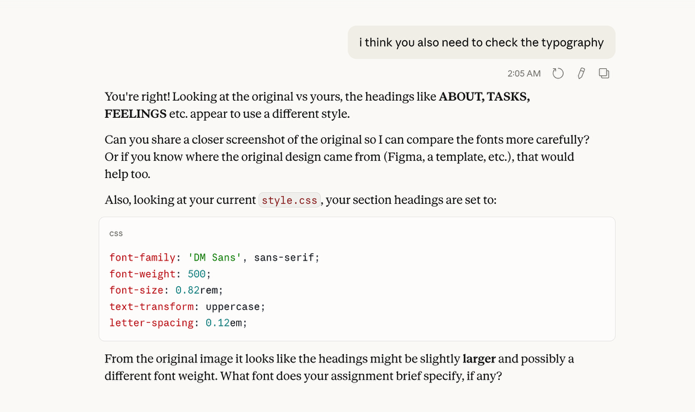 i think you also need to check the typography
2:05 AM
You're right! Looking at the original vs yours, the headings like ABOUT, TASKS,
FEELINGS etc. appear to use a different style.
Can you share a closer screenshot of the original so I can compare the fonts more carefully?
Or if you know where the original design came from (Figma, a template, etc.), that would
help too.
Also, looking at your current style.css, your section headings are set to:
css
font-family: 'DM Sans', sans-serif;
font-weight: 500;
font-size: 0.82rem;
text-transform: uppercase;
letter-spacing: 0.12em;
From the original image it looks like the headings might be slightly larger and possibly a
different font weight. What font does your assignment brief specify, if any?